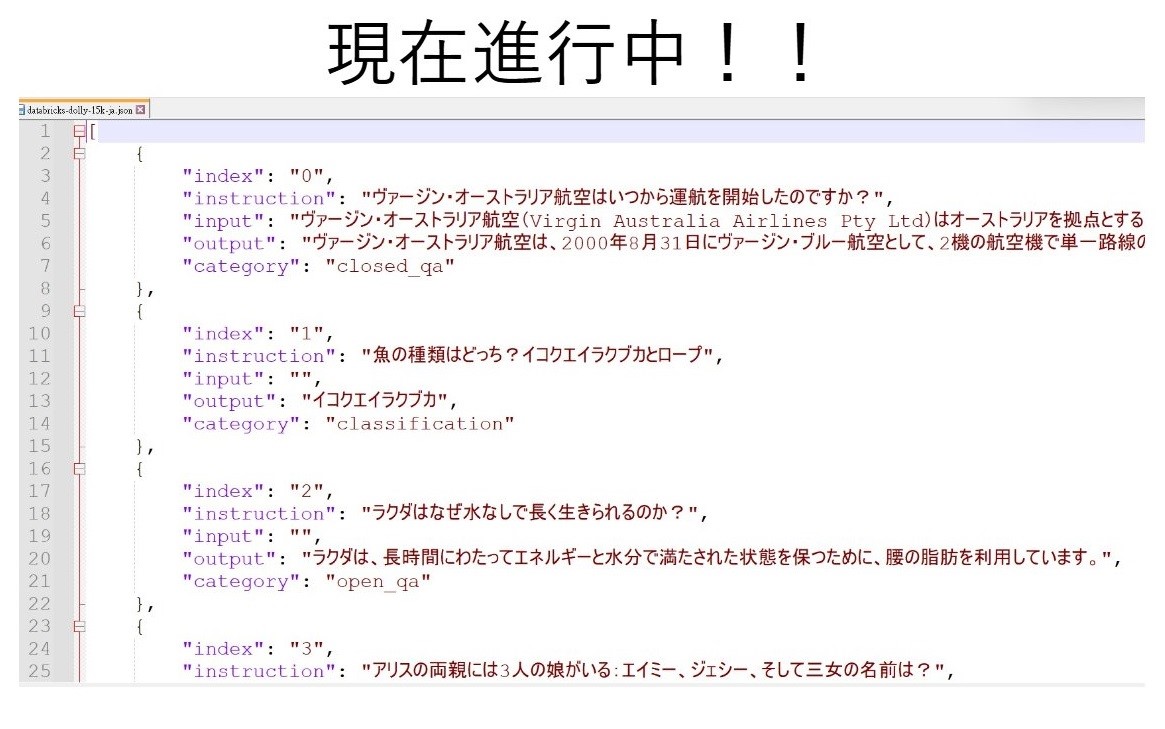 現在進行中！！
databricks-dolly-15k-ja.json
1 [
2 {
3 "index": "0",
4 "instruction": "ヴァージン・オーストラリア航空はいつから運航を開始したのですか？",
5 "input": "ヴァージン・オーストラリア航空(Virgin Australia Airlines Pty Ltd)はオーストラリアを拠点とする
6 "output": "ヴァージン・オーストラリア航空は、2000年8月31日にヴァージン・ブルー航空として、2機の航空機で単一路線の
7 "category": "closed_qa"
8 },
9 {
10 "index": "1",
11 "instruction": "魚の種類はどっち？イコクエイラクブカとロープ",
12 "input": "",
13 "output": "イコクエイラクブカ",
14 "category": "classification"
15 },
16 {
17 "index": "2",
18 "instruction": "ラクダはなぜ水なしで長く生きられるのか？",
19 "input": "",
20 "output": "ラクダは、長時間にわたってエネルギーと水分で満たされた状態を保つために、腰の脂肪を利用しています。",
21 "category": "open_qa"
22 },
23 {
24 "index": "3",
25 "instruction": "アリスの両親には3人の娘がいる：エイミー、ジェシー、そして三女の名前は？",